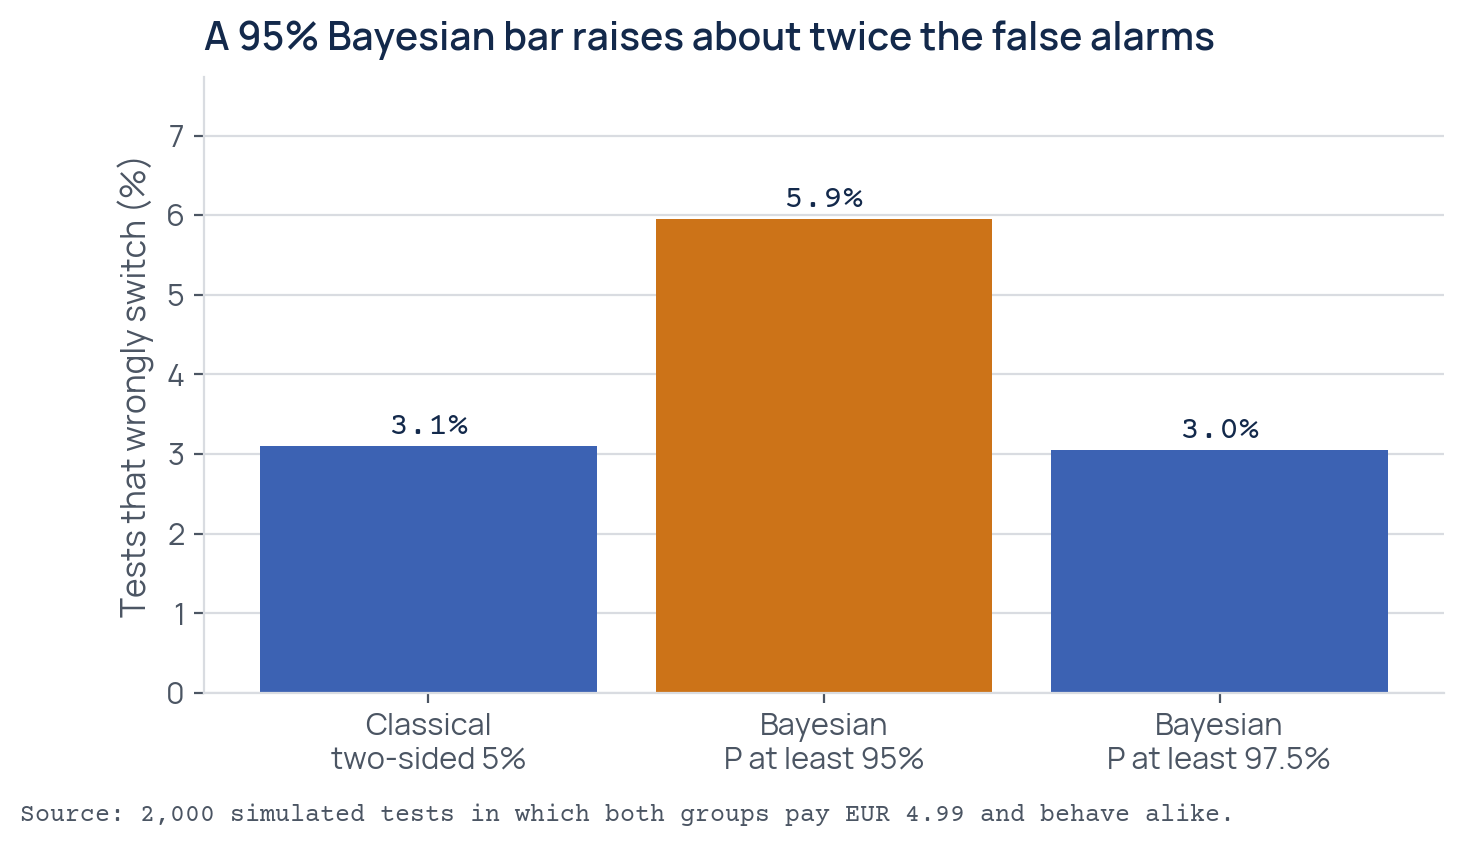 A 95% Bayesian bar raises about twice the false alarms
Tests that wrongly switch (%)
7
6
5
4
3
2
1
0
3.1%
5.9%
3.0%
Classical
two-sided 5%
Bayesian
P at least 95%
Bayesian
P at least 97.5%
Source: 2,000 simulated tests in which both groups pay EUR 4.99 and behave alike.